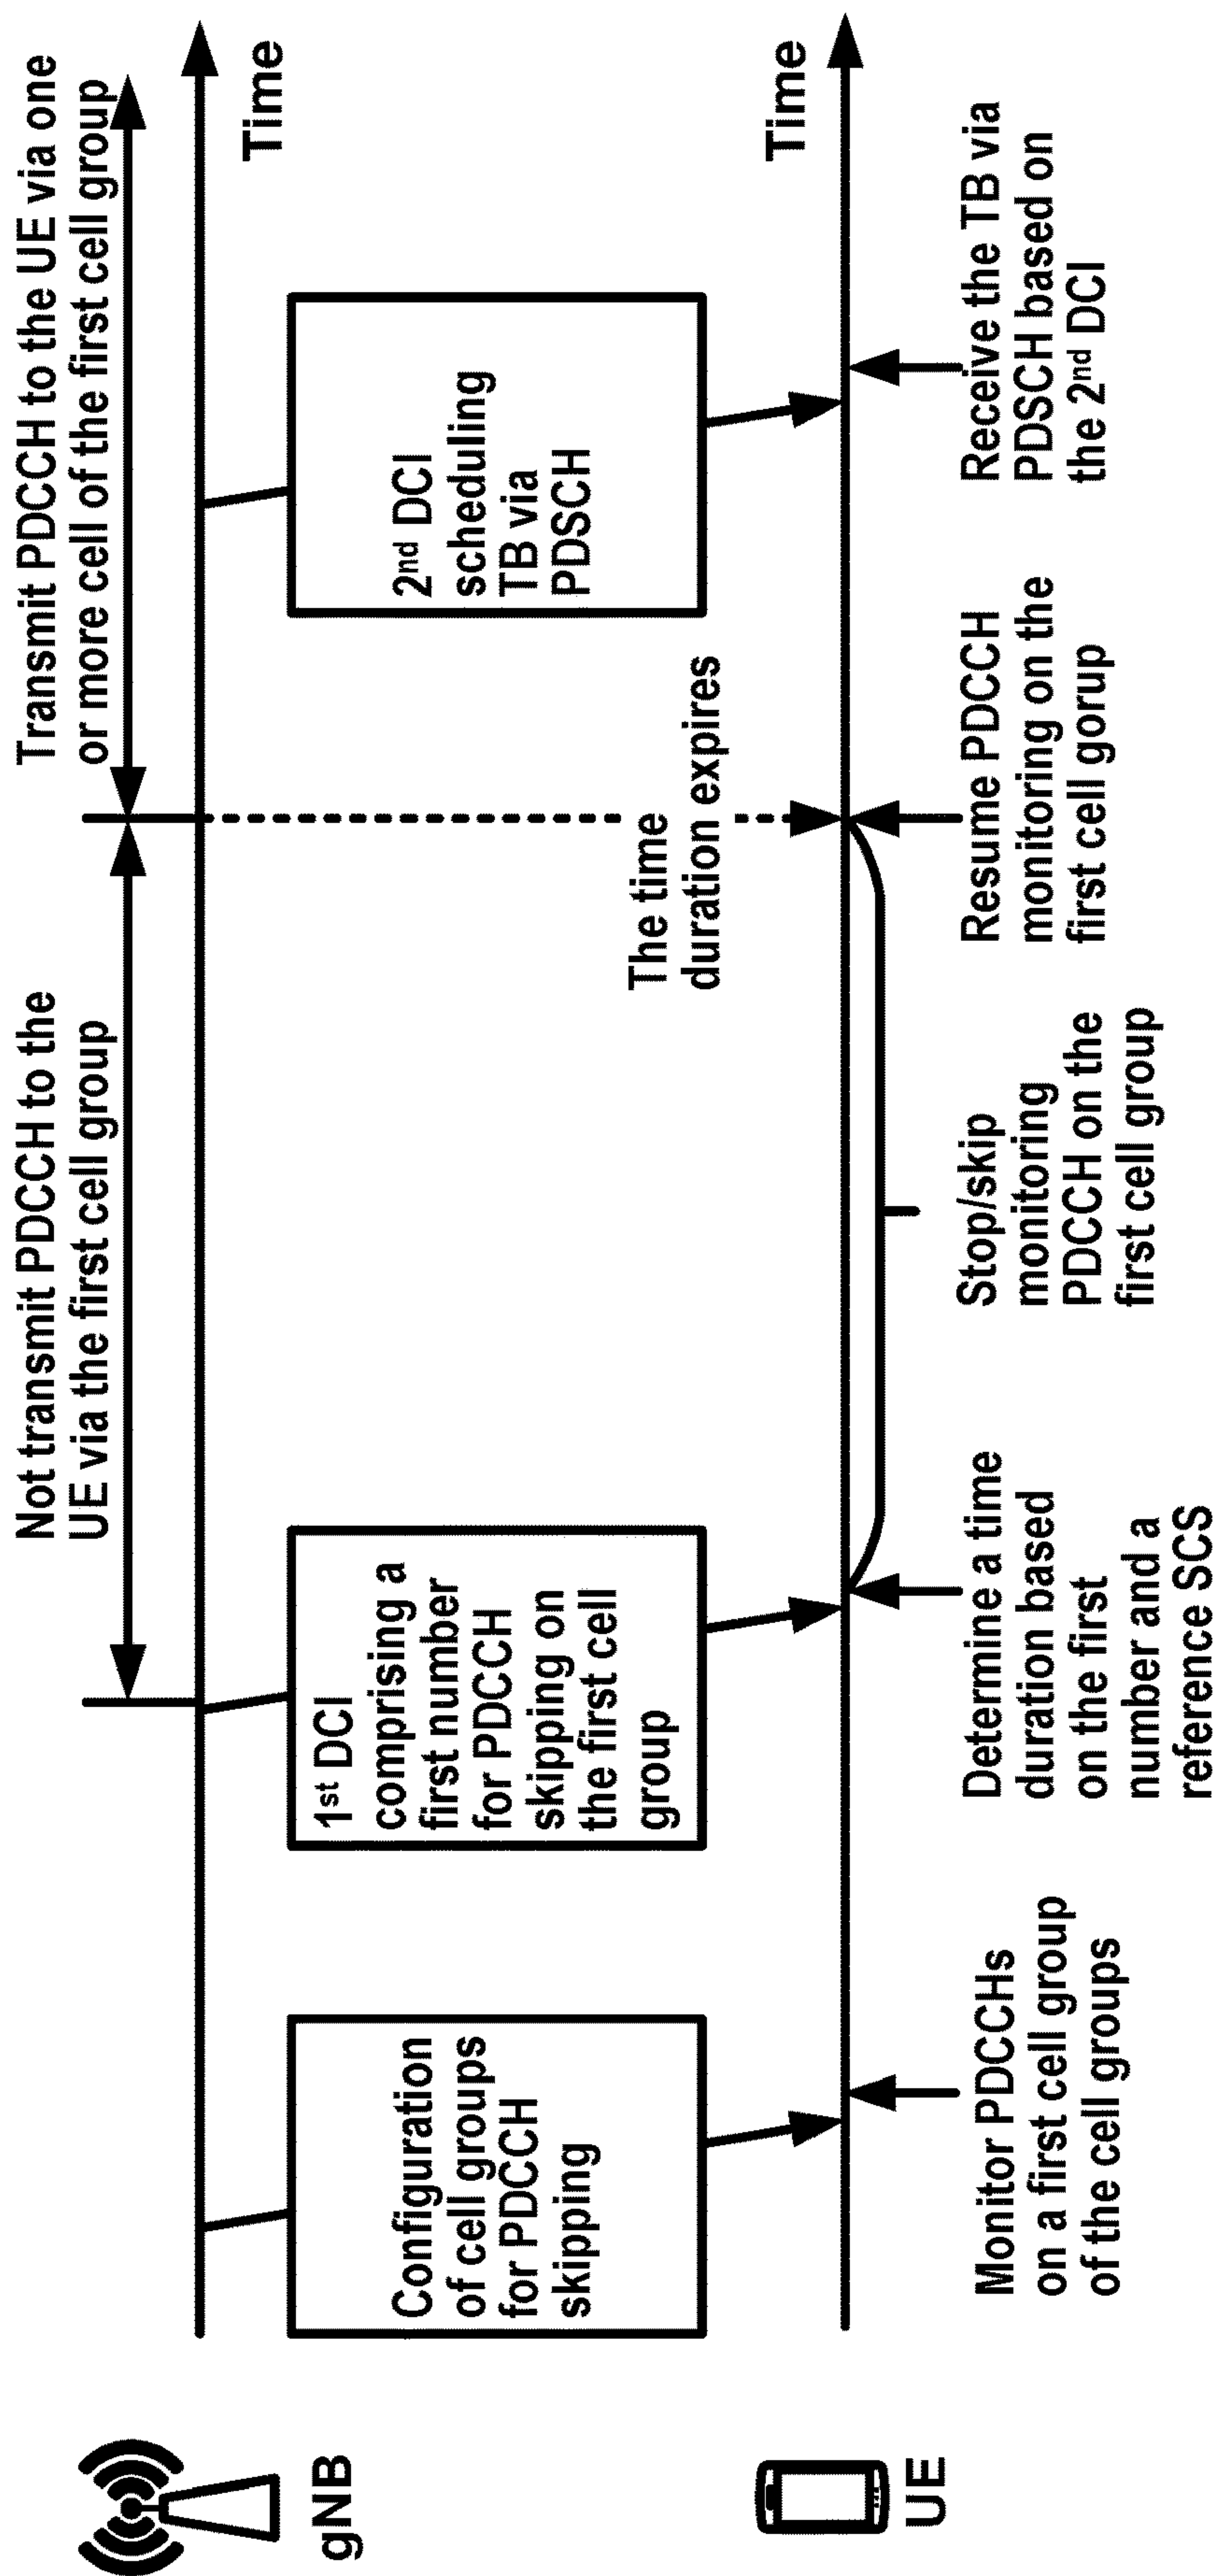 Not transmit PDCCH to the
UE via the first cell group
Transmit PDCCH to the UE via one
or more cell of the first cell group
gNB
Time
Configuration
of cell groups
for PDCCH
skipping
1st DCI
comprising a
first number
for PDCCH
skipping on
the first cell
group
The time
duration expires
2nd DCI
scheduling
TB via
PDSCH
UE
Time
Monitor PDCCHs
on a first cell group
of the cell groups
Determine a time
duration based
on the first
number and a
reference SCS
Stop/skip
monitoring
PDCCH on the
first cell group
Resume PDCCH
monitoring on the
first cell gorup
Receive the TB via
PDSCH based on
the 2nd DCI